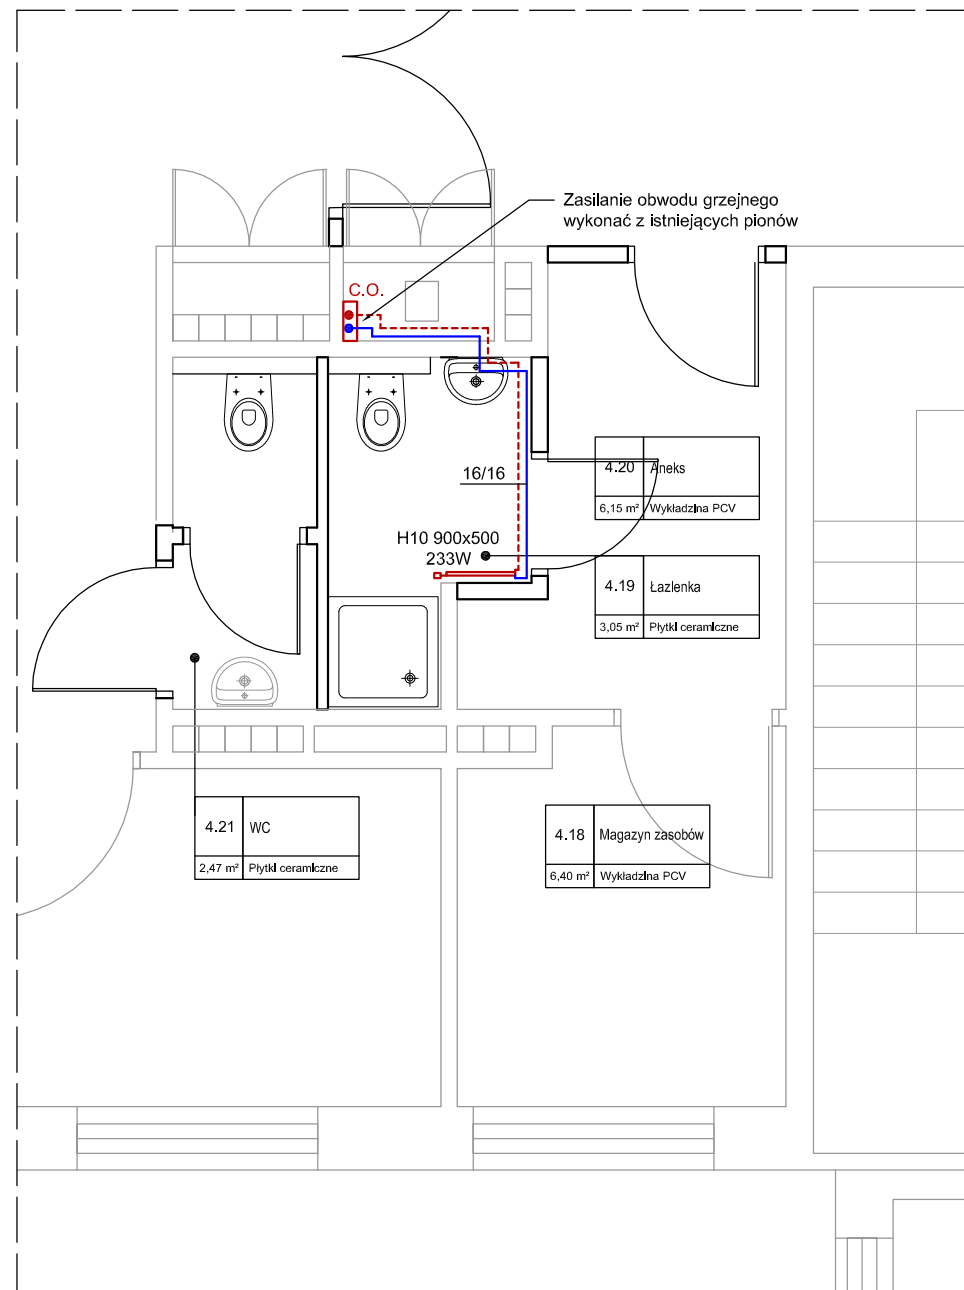 Zasilanie obwodu grzejnego
wykonać z istniejących pionów
C.O.
16/16
H10 900x500
233W
4.20 Aneks
6,15 m² Wykładzina PCV
4.19 Łazienka
3,05 m² Płytki ceramiczne
4.21 WC
2,47 m² Płytki ceramiczne
4.18 Magazyn zasobów
6,40 m² Wykładzina PCV